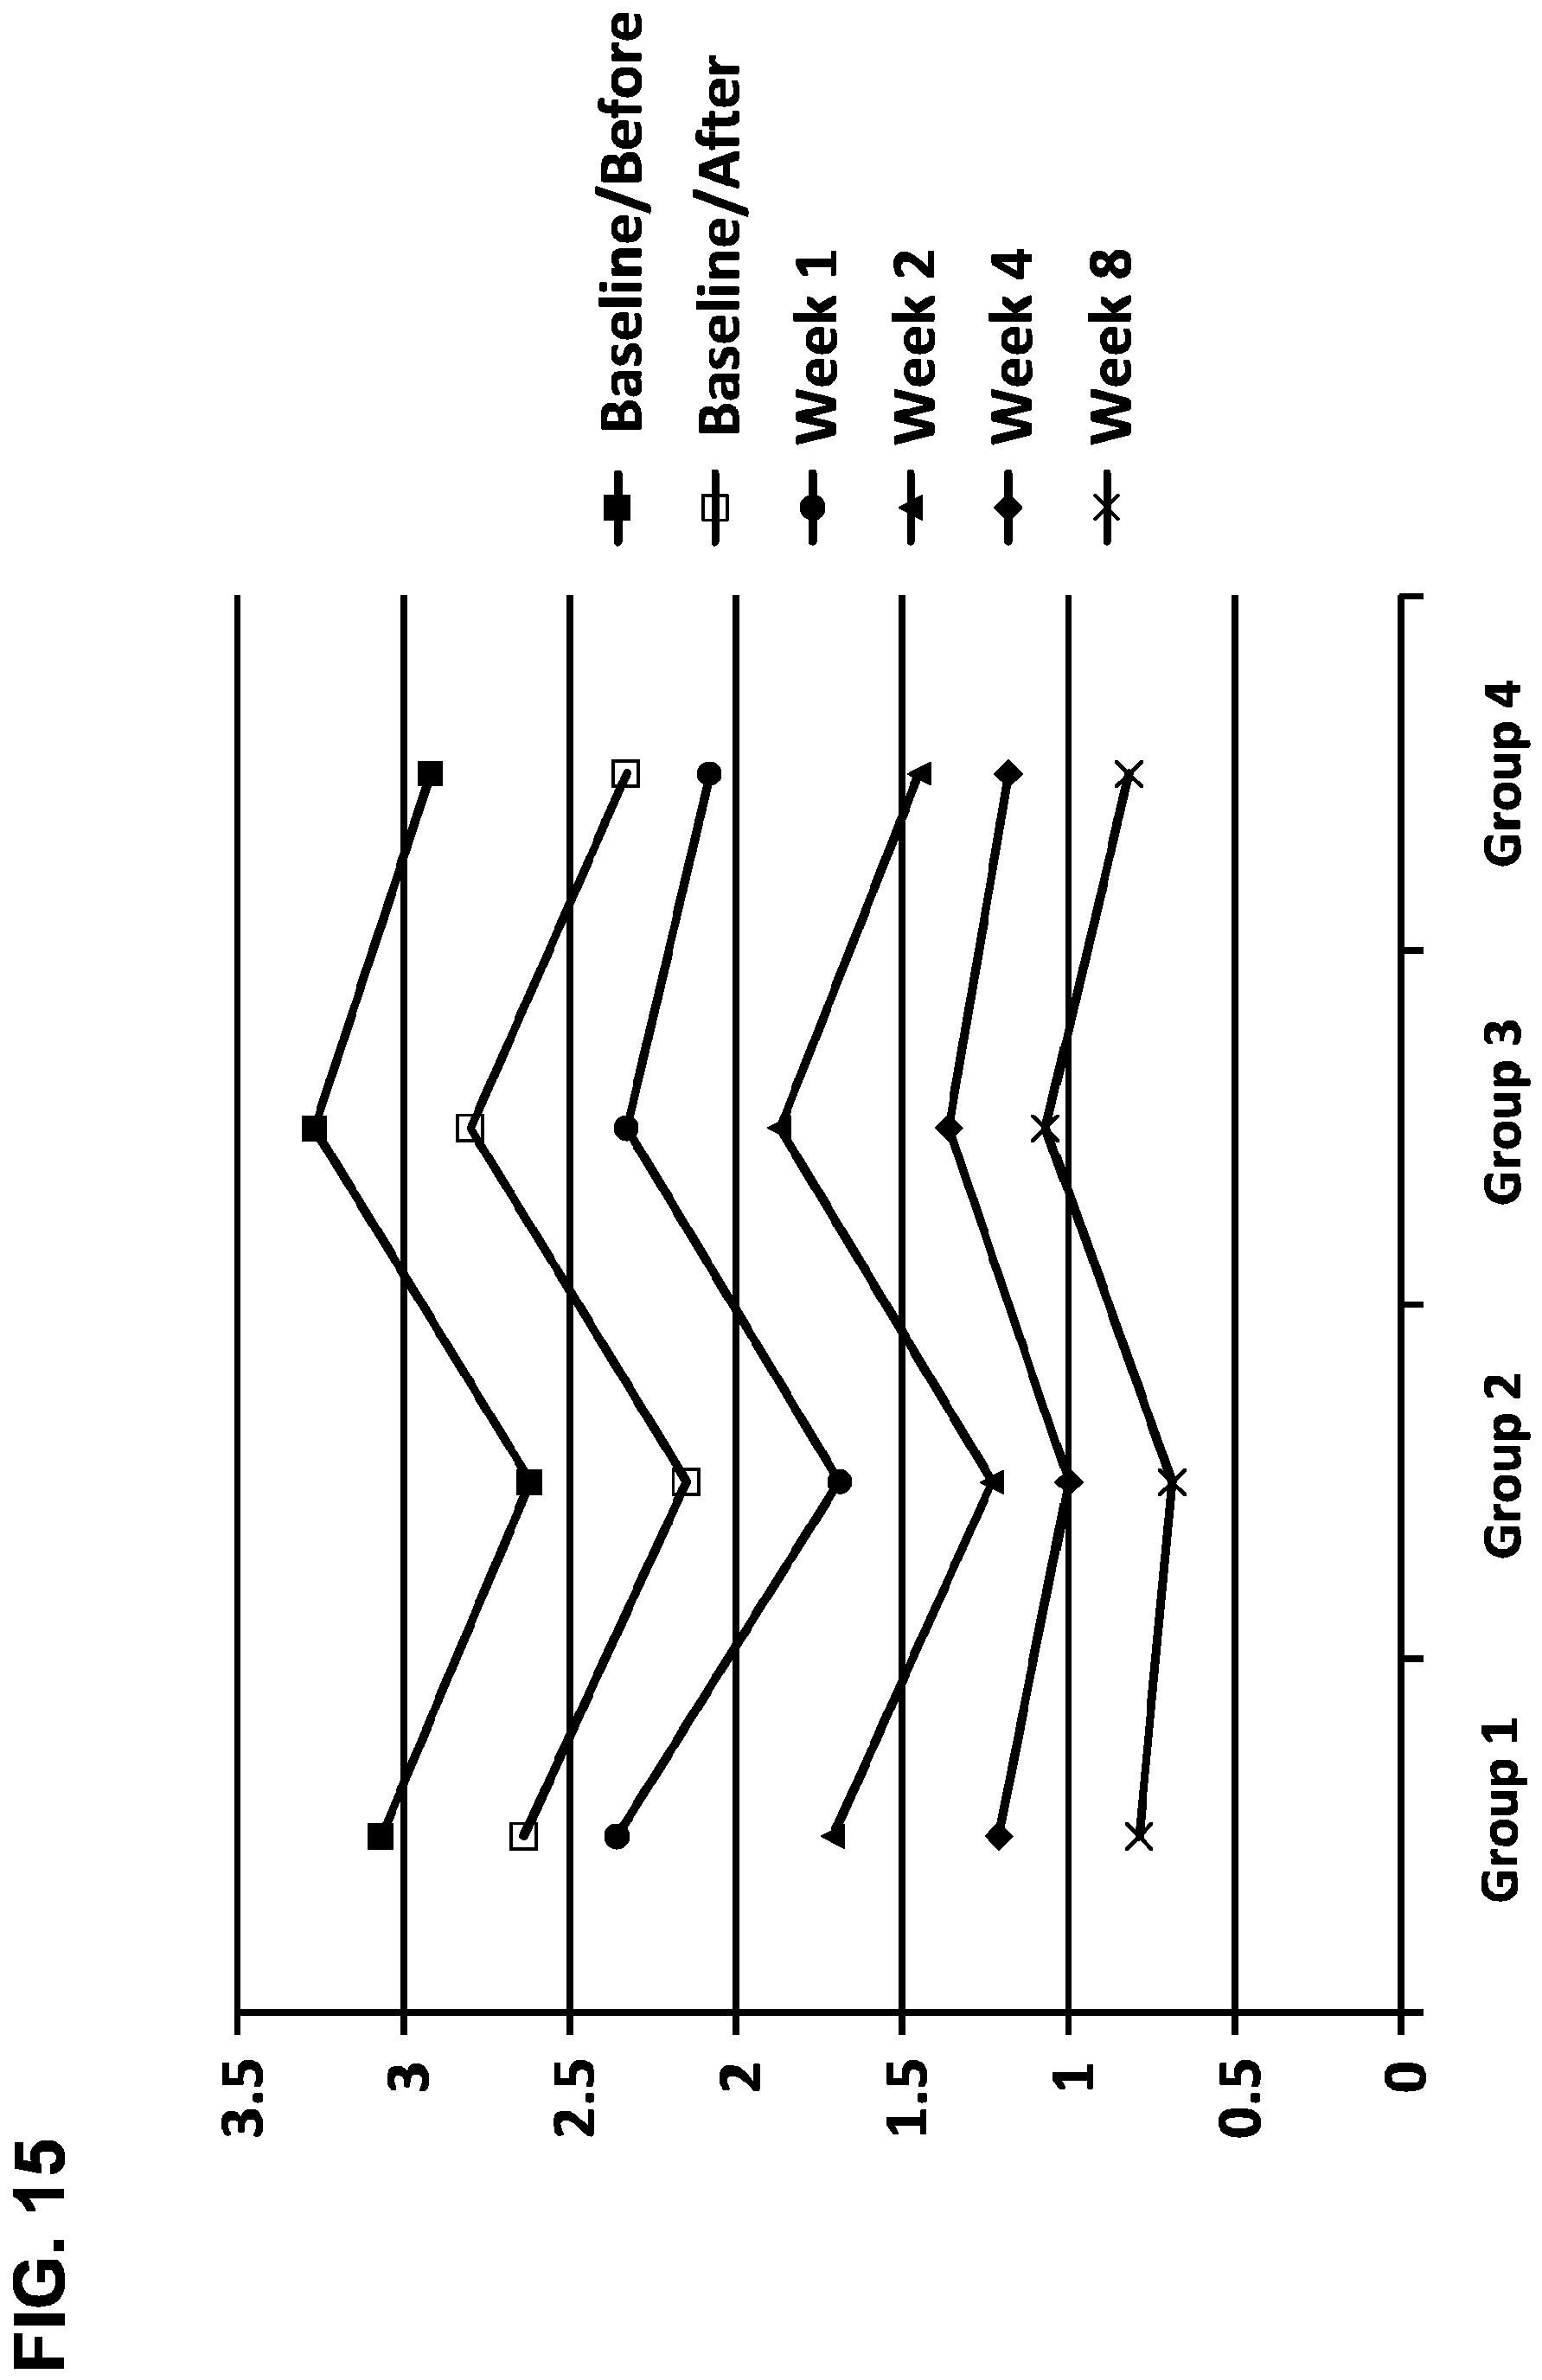 FIG. 15
3.5
3
2.5
2
1.5
1
0.5
0
Group 1
Group 2
Group 3
Group 4
Baseline/Before
Baseline/After
Week 1
Week 2
Week 4
Week 8